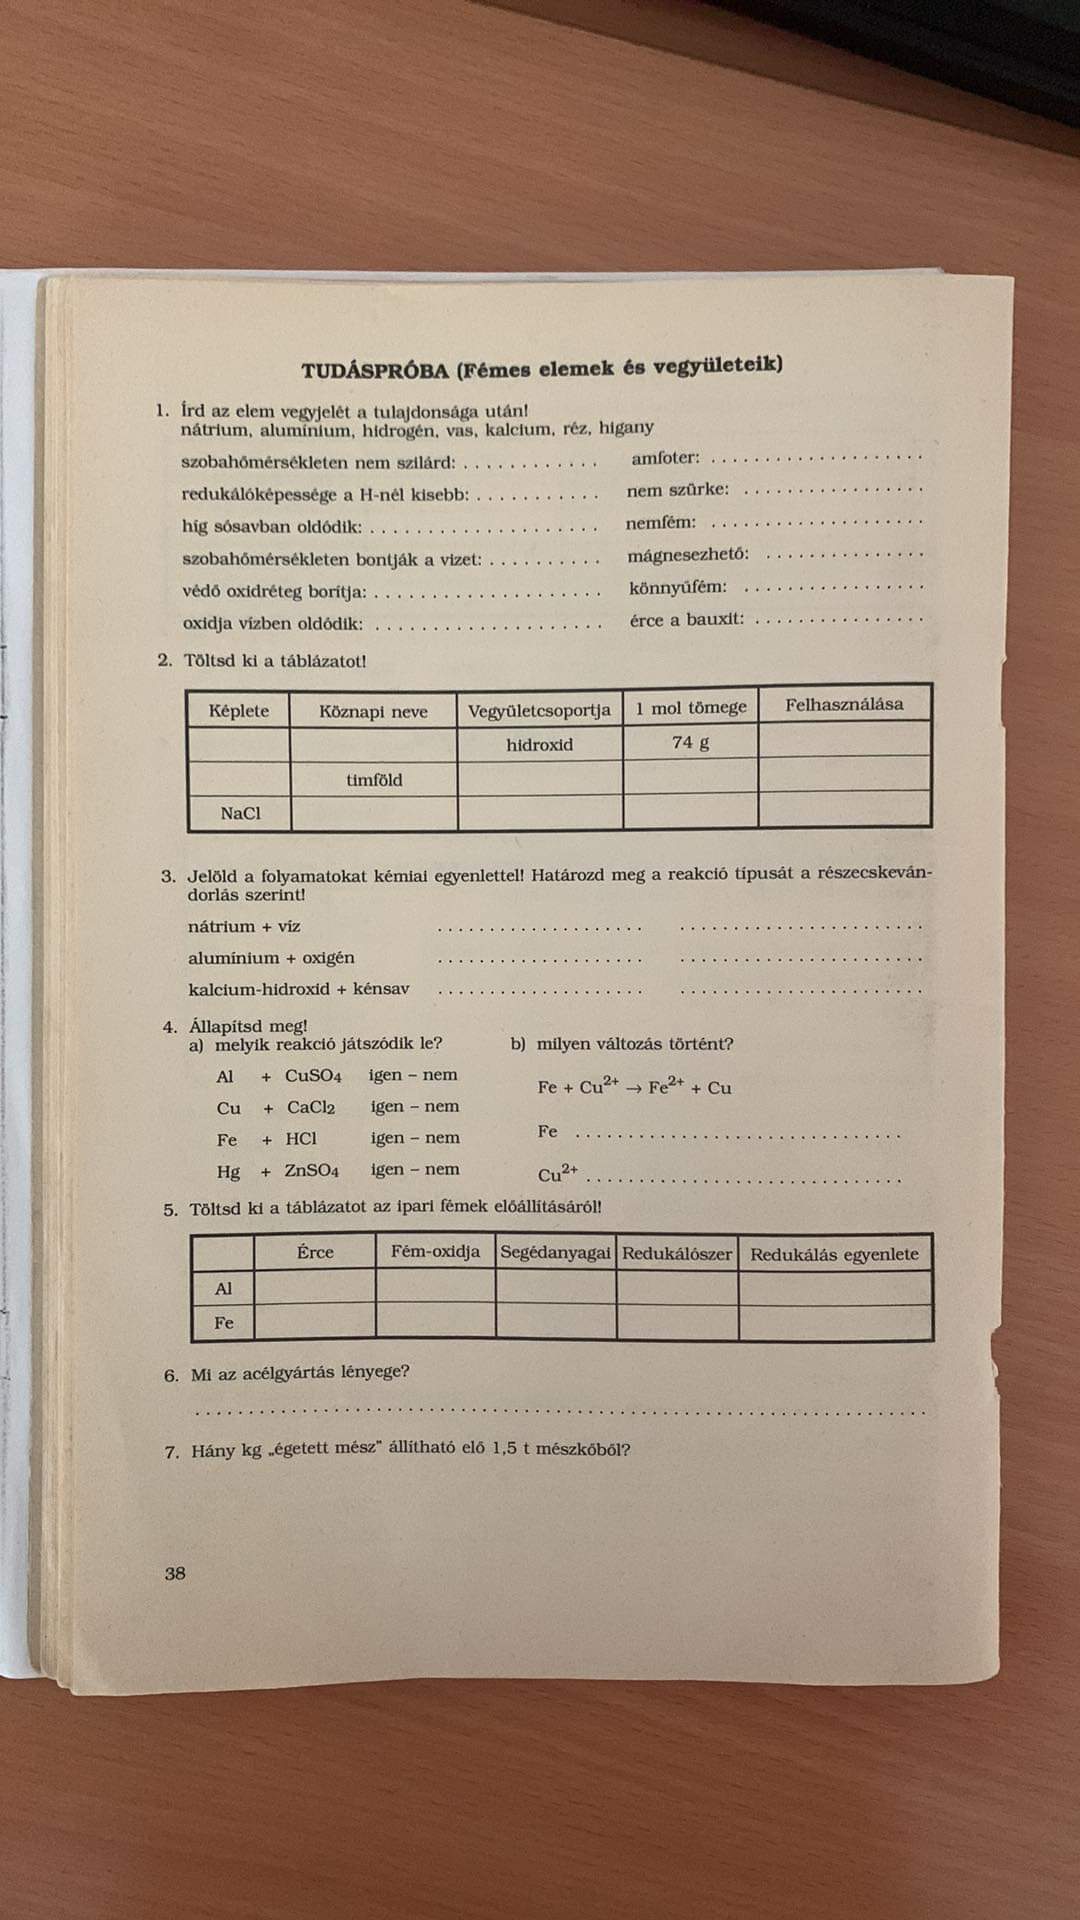 TUDÁSPRÓBA (Fémes elemek és vegyületeik)
1. Írd az elem vegyjelét a tulajdonsága után!
nátrium, alumínium, hidrogén, vas, kalcium, réz, higany
szobahőmérsékleten nem szilárd: . . . . . . . . . . . . amfoter: . . . . . . . . . . . . . . . . . . . .
redukálóképessége a H-nél kisebb: . . . . . . . . . . . nem szürke: . . . . . . . . . . . . . . . . .
híg sósavban oldódik: . . . . . . . . . . . . . . . . . . . . nemfém: . . . . . . . . . . . . . . . . . . . .
szobahőmérsékleten bontják a vizet: . . . . . . . . . . mágnesezhető: . . . . . . . . . . . . . . .
védő oxidréteg borítja: . . . . . . . . . . . . . . . . . . . . könnyűfém: . . . . . . . . . . . . . . . . .
oxidja vízben oldódik: . . . . . . . . . . . . . . . . . . . . érce a bauxit: . . . . . . . . . . . . . . . .
2. Töltsd ki a táblázatot!
Képlete Köznapi neve Vegyületcsoportja 1 mol tömege Felhasználása
hidroxid 74 g
timföld
NaCl
3. Jelöld a folyamatokat kémiai egyenlettel! Határozd meg a reakció típusát a részecskeván-
dorlás szerint!
nátrium + víz . . . . . . . . . . . . . . . . . . . . . . . . . . . . . . . . . . . . . . .
alumínium + oxigén . . . . . . . . . . . . . . . . . . . . . . . . . . . . . . . . . . . . . . .
kalcium-hidroxid + kénsav . . . . . . . . . . . . . . . . . . . . . . . . . . . . . . . . . . . . . . .
4. Állapítsd meg!
a) melyik reakció játszódik le? b) milyen változás történt?
Al + CuSO4 igen – nem
Fe + Cu²⁺ → Fe²⁺ + Cu
Cu + CaCl2 igen – nem
Fe + HCl igen – nem Fe . . . . . . . . . . . . . . . . . . . . . . . . . . . . . .
Hg + ZnSO4 igen – nem Cu²⁺ . . . . . . . . . . . . . . . . . . . . . . . . . . . . .
5. Töltsd ki a táblázatot az ipari fémek előállításáról!
Érce Fém-oxidja Segédanyagai Redukálószer Redukálás egyenlete
Al
Fe
6. Mi az acélgyártás lényege?
. . . . . . . . . . . . . . . . . . . . . . . . . . . . . . . . . . . . . . . . . . . . . . . . . . . . . . . . . . . .
7. Hány kg „égetett mész” állítható elő 1,5 t mészkőből?
38